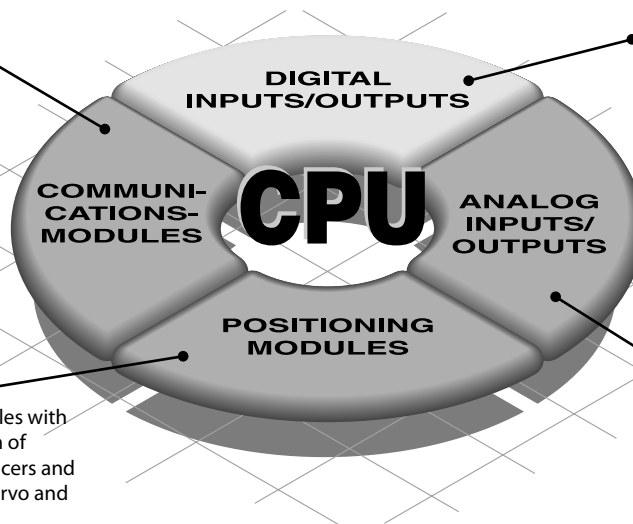 DIGITAL
INPUTS/OUTPUTS
COMMUNI-
CATIONS-
MODULES
CPU
ANALOG
INPUTS/
OUTPUTS
POSITIONING
MODULES
les with
of
cers and
rvo and